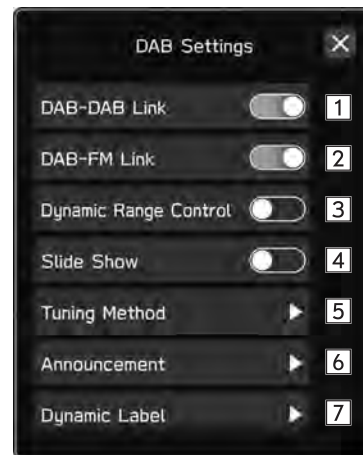 DAB Settings
DAB-DAB Link 1
DAB-FM Link 2
Dynamic Range Control 3
Slide Show 4
Tuning Method 5
Announcement 6
Dynamic Label 7